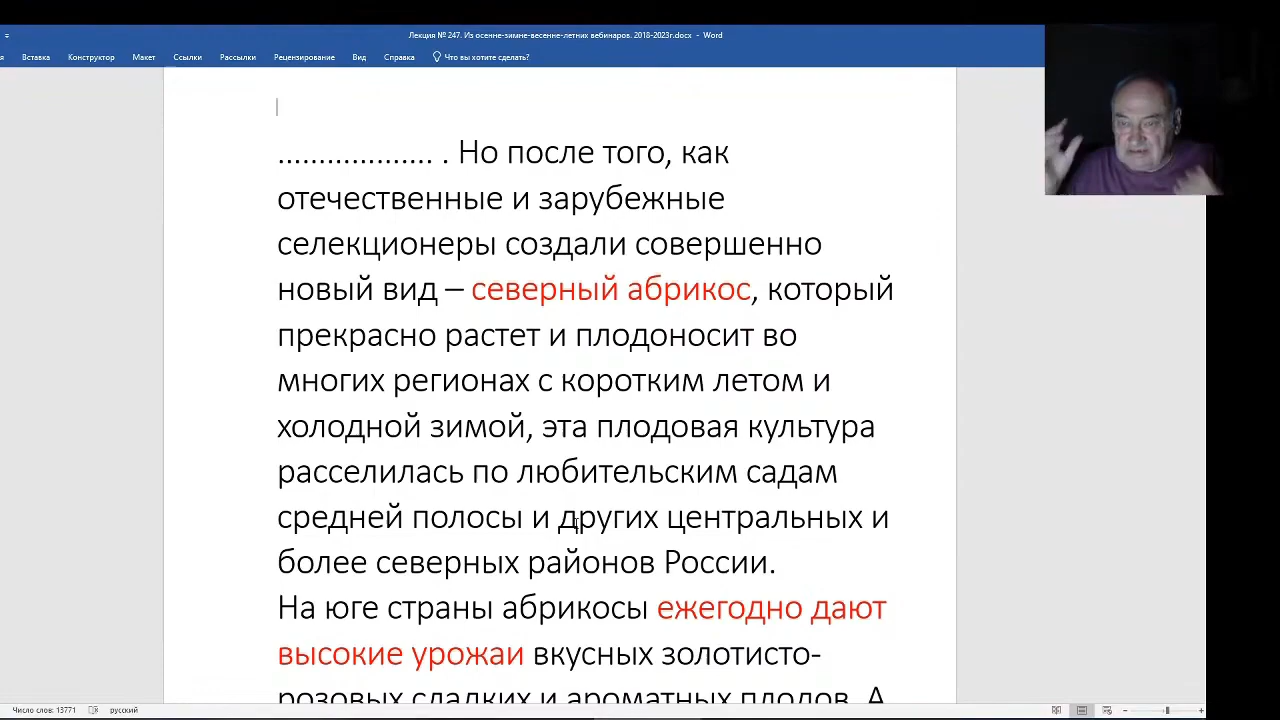 Лекция № 247. Из осенне-зимне-весенне-летних вебинаров. 2018-2023г.docx - Word
Вставка Конструктор Макет Ссылки Рассылки Рецензирование Вид Справка Что вы хотите сделать?
................... . Но после того, как
отечественные и зарубежные
селекционеры создали совершенно
новый вид – северный абрикос, который
прекрасно растет и плодоносит во
многих регионах с коротким летом и
холодной зимой, эта плодовая культура
расселилась по любительским садам
средней полосы и других центральных и
более северных районов России.
На юге страны абрикосы ежегодно дают
высокие урожаи вкусных золотисто-
розовых сладких и ароматных плодов. А
Число слов: 13771 русский